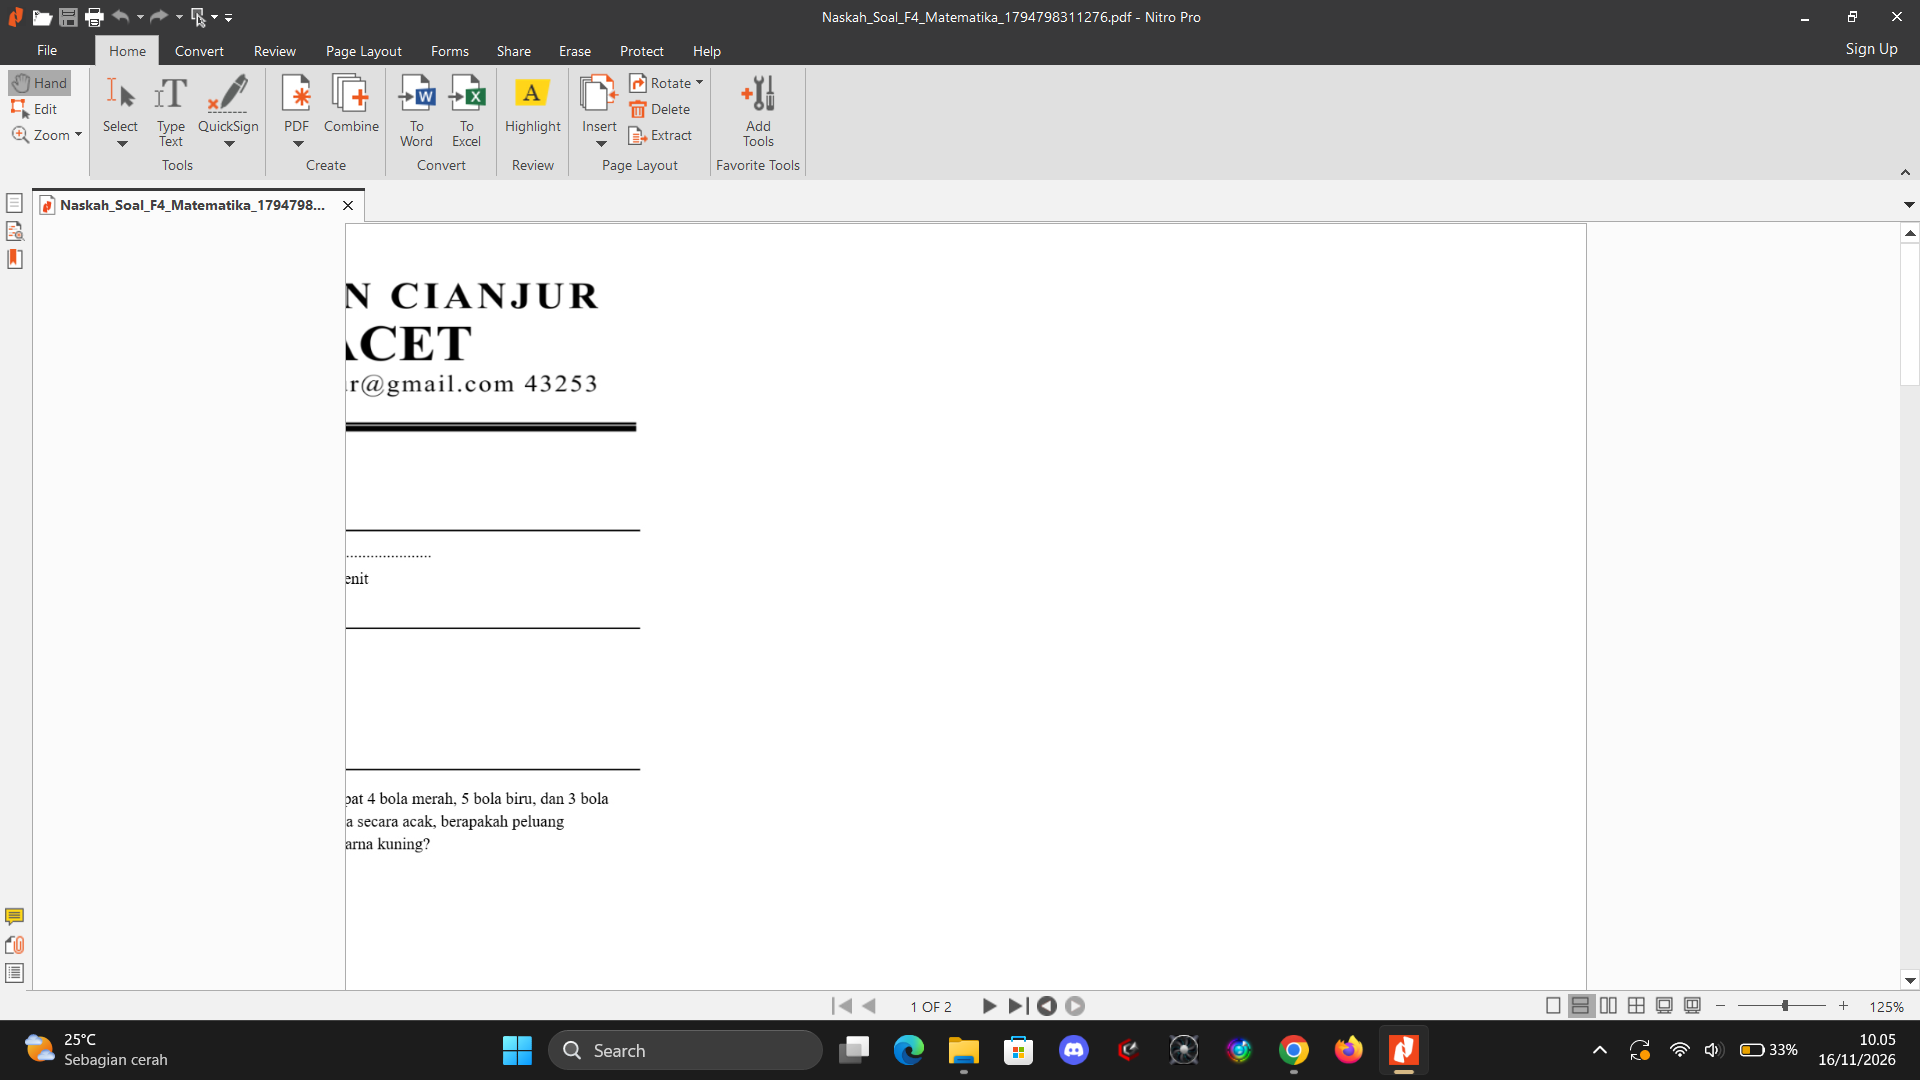 Naskah_Soal_F4_Matematika_1794798311276.pdf - Nitro Pro
File
Home
Convert
Review
Page Layout
Forms
Share
Erase
Protect
Help
Sign Up
Hand
Edit
Zoom
Select
Type Text
QuickSign
Tools
PDF
Combine
Create
To Word
To Excel
Convert
A
Highlight
Review
Insert
Rotate
Delete
Extract
Page Layout
Add Tools
Favorite Tools
Naskah_Soal_F4_Matematika_1794798...
N CIANJUR
ACET
r@gmail.com 43253
.....................
enit
pat 4 bola merah, 5 bola biru, dan 3 bola
a secara acak, berapakah peluang
arna kuning?
1 OF 2
125%
25°C
Sebagian cerah
Search
33%
10.05
16/11/2026